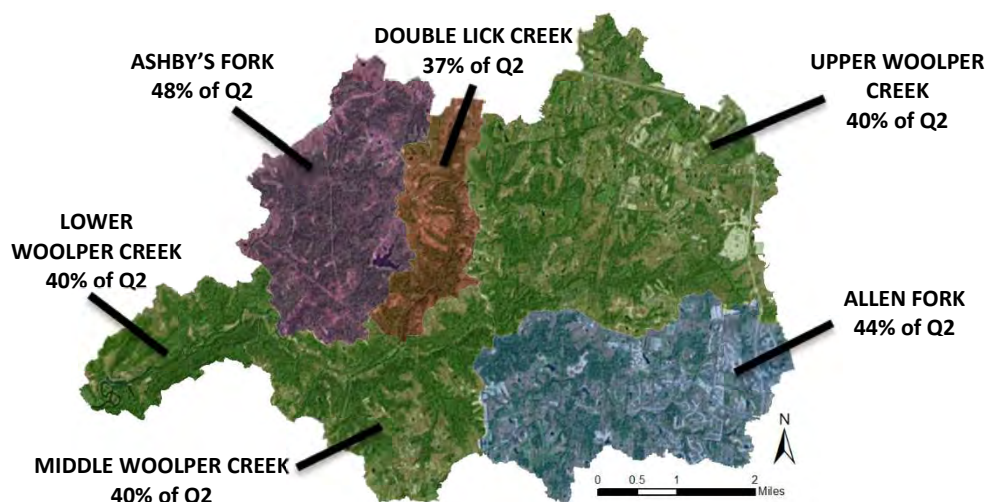 DOUBLE LICK CREEK
37% of Q2
ASHBY'S FORK
48% of Q2
UPPER WOOLPER
CREEK
40% of Q2
LOWER
WOOLPER CREEK
40% of Q2
ALLEN FORK
44% of Q2
MIDDLE WOOLPER CREEK
40% of Q2
N
0 0.5 1 2
Miles